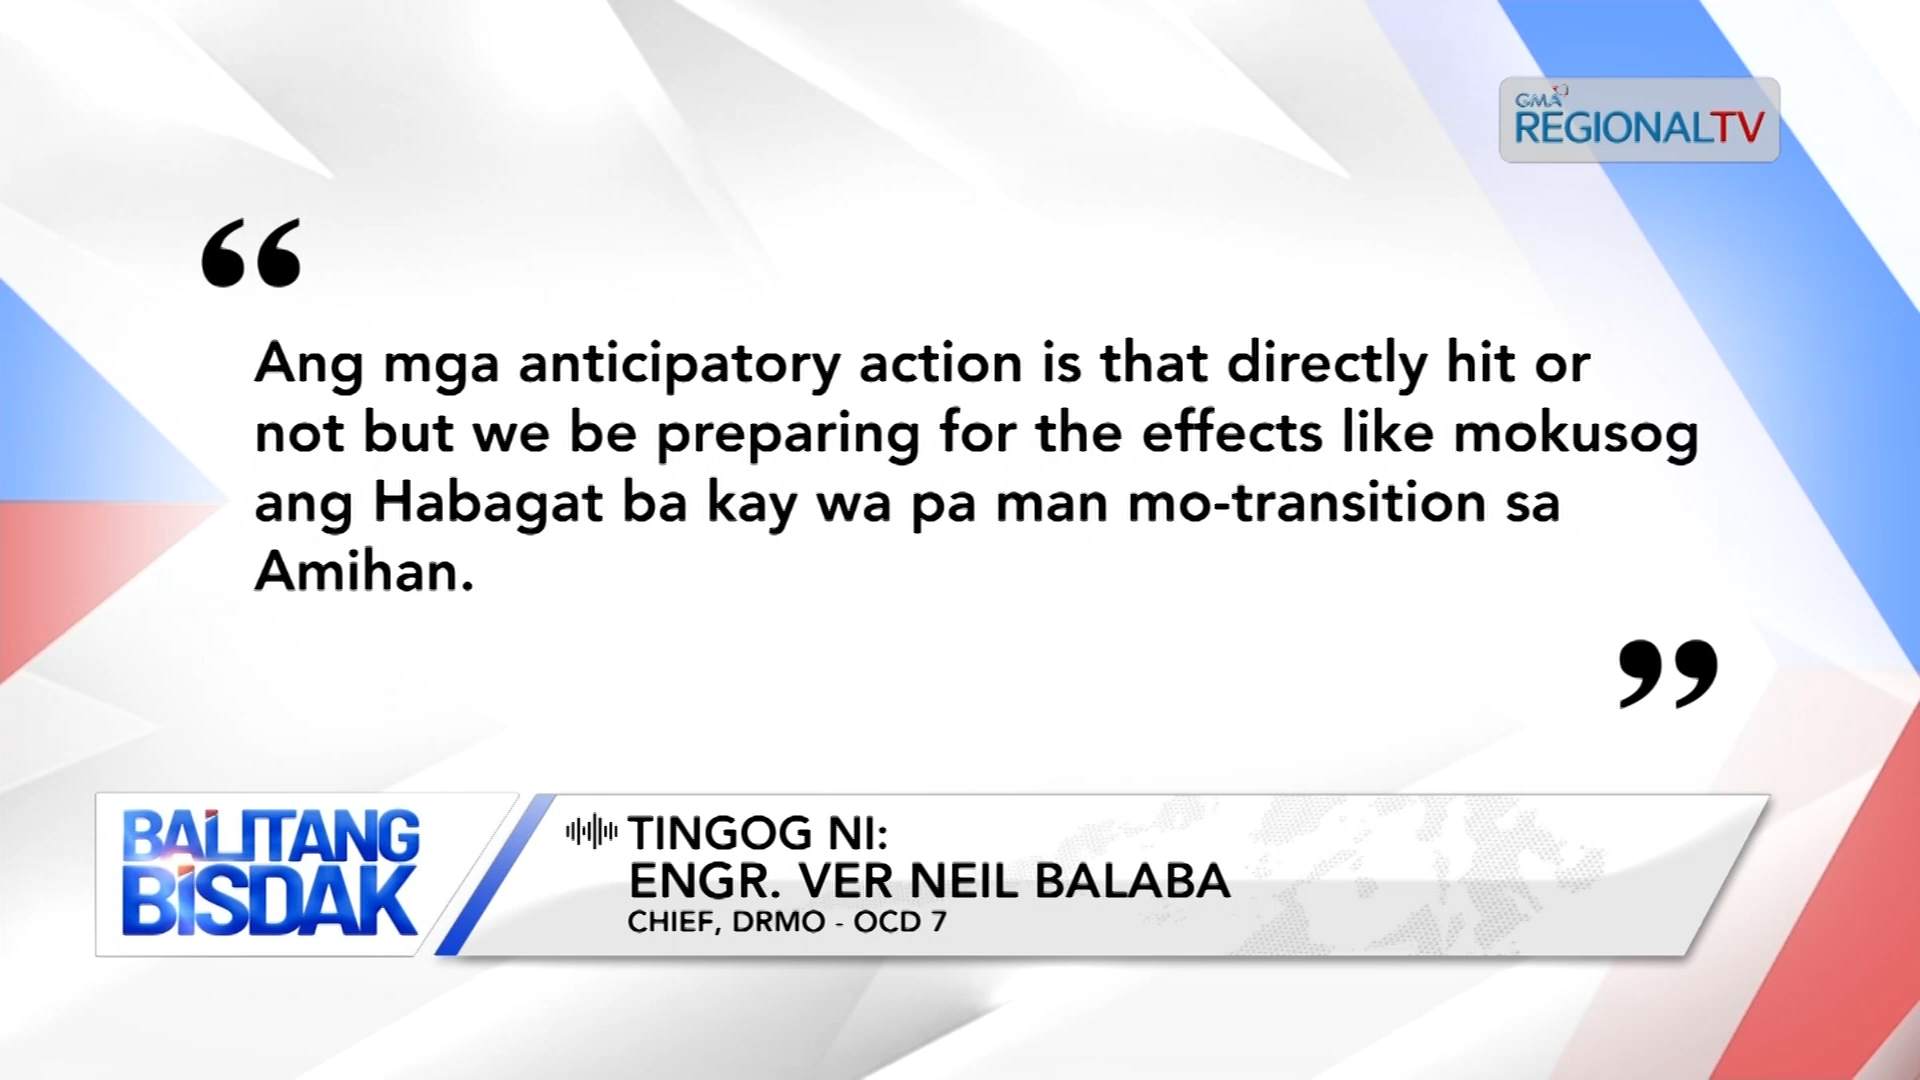 GMA
REGIONALTV
“
Ang mga anticipatory action is that directly hit or
not but we be preparing for the effects like mokusog
ang Habagat ba kay wa pa man mo-transition sa
Amihan.
”
BALITANG
BISDAK
TINGOG NI:
ENGR. VER NEIL BALABA
CHIEF, DRMO - OCD 7